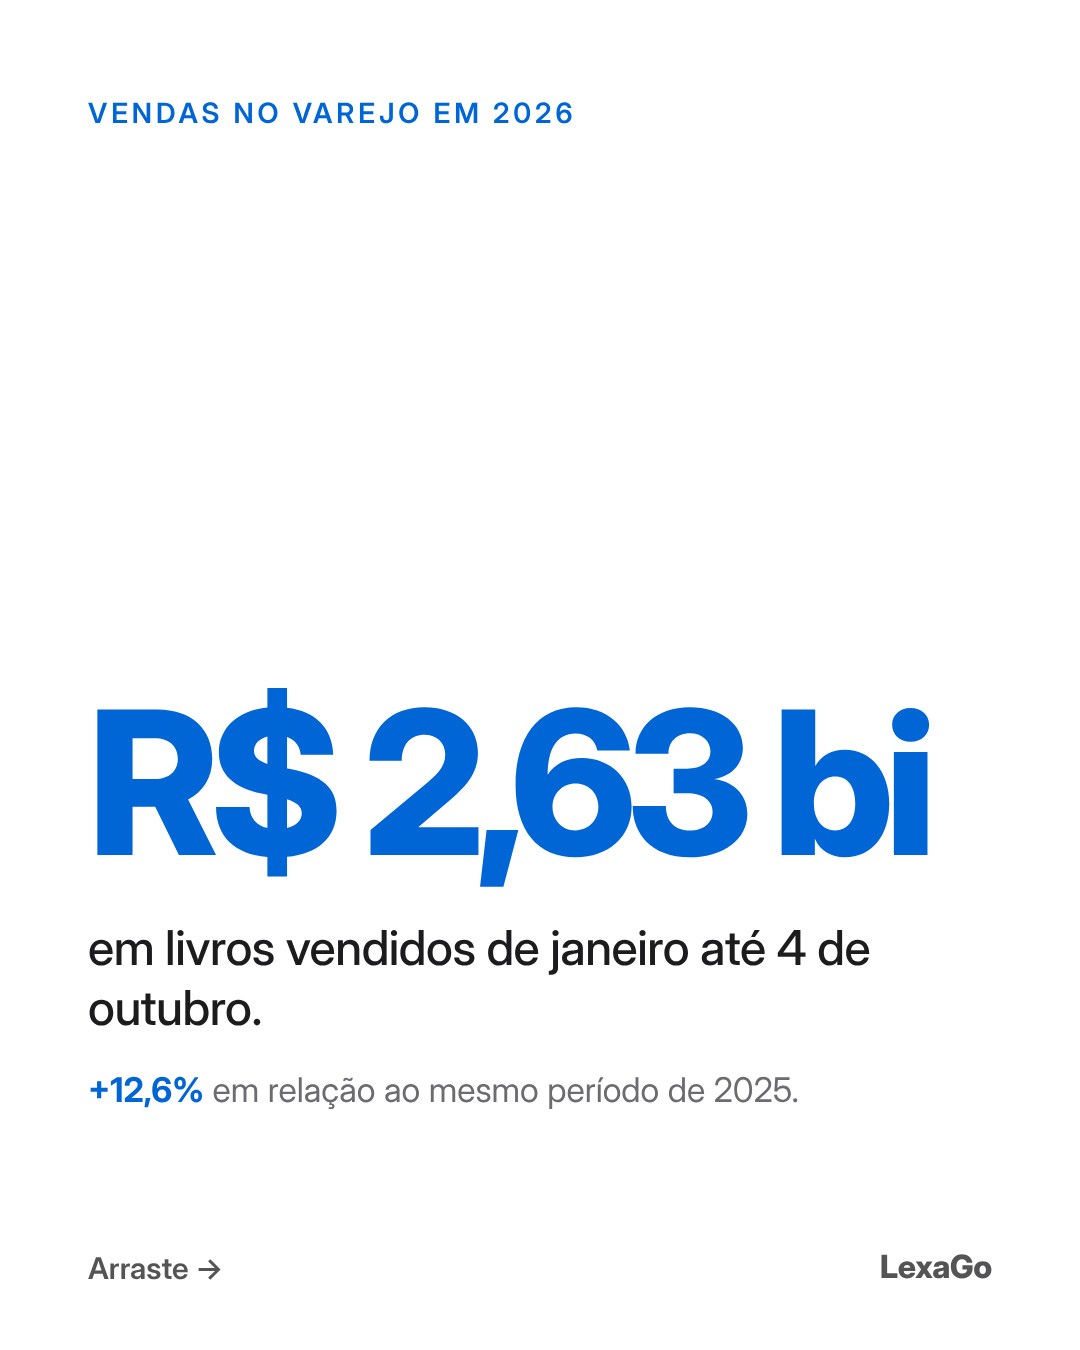 VENDAS NO VAREJO EM 2026
R$ 2,63 bi
em livros vendidos de janeiro até 4 de
outubro.
+12,6% em relação ao mesmo período de 2025.
Arraste →
LexaGo